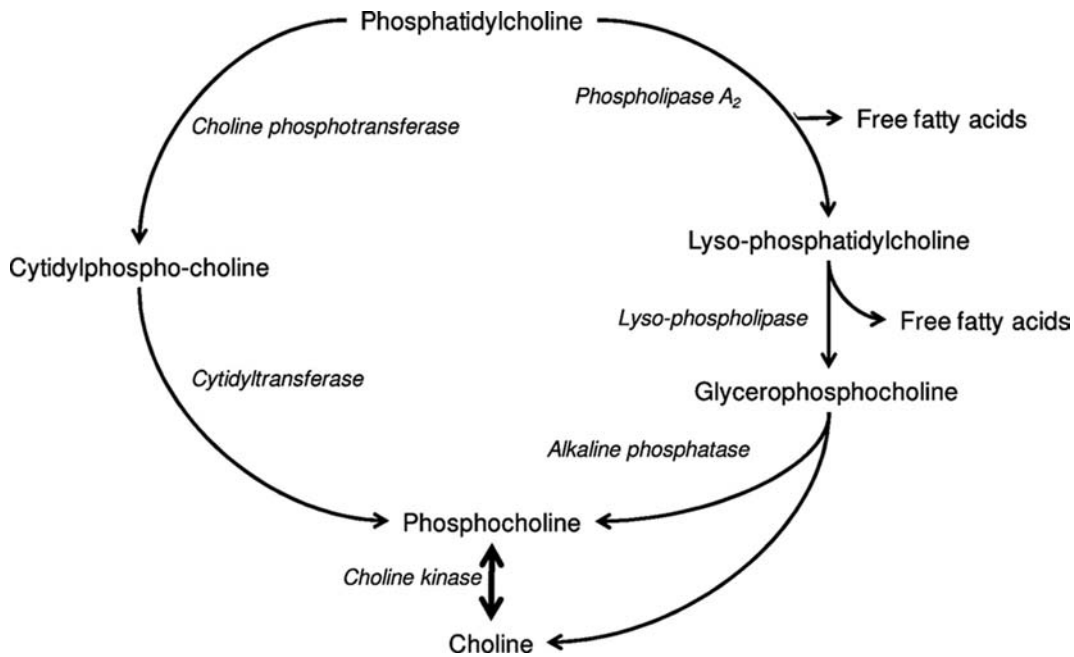 Phosphatidylcholine
Phospholipase A2
Choline phosphotransferase
Free fatty acids
Lyso-phosphatidylcholine
Cytidylphospho-choline
Lyso-phospholipase
Free fatty acids
Cytidyltransferase
Glycerophosphocholine
Alkaline phosphatase
Phosphocholine
Choline kinase
Choline